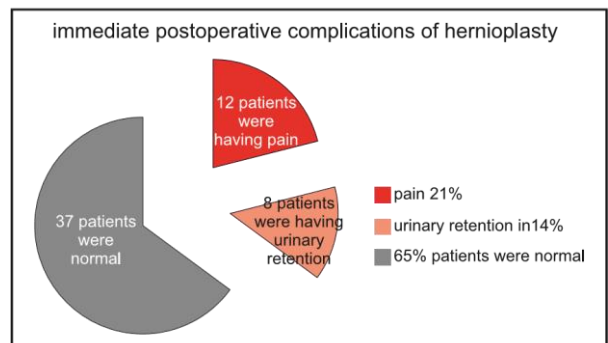 immediate postoperative complications of hernioplasty
12 patients
were
having pain
37 patients
were
normal
8 patients
were having
urinary
retention
pain 21%
urinary retention in14%
65% patients were normal